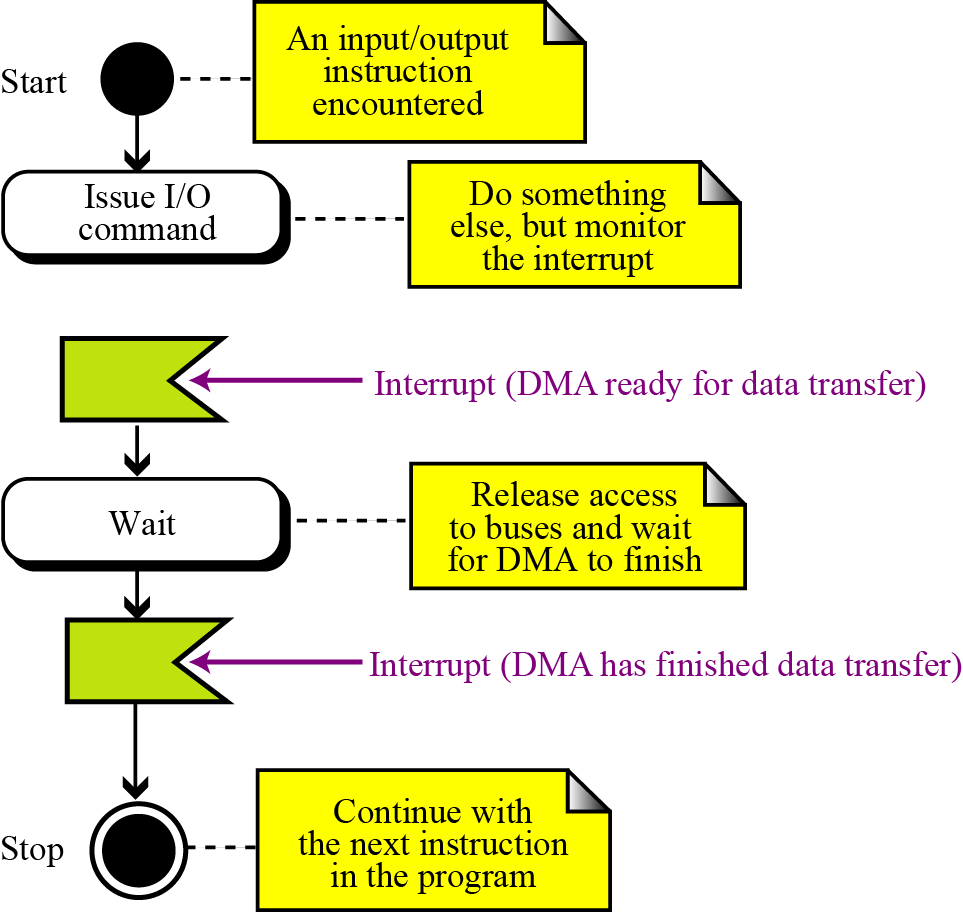 Start
An input/output
instruction
encountered
Issue I/O
command
Do something
else, but monitor
the interrupt
Interrupt (DMA ready for data transfer)
Wait
Release access
to buses and wait
for DMA to finish
Interrupt (DMA has finished data transfer)
Stop
Continue with
the next instruction
in the program